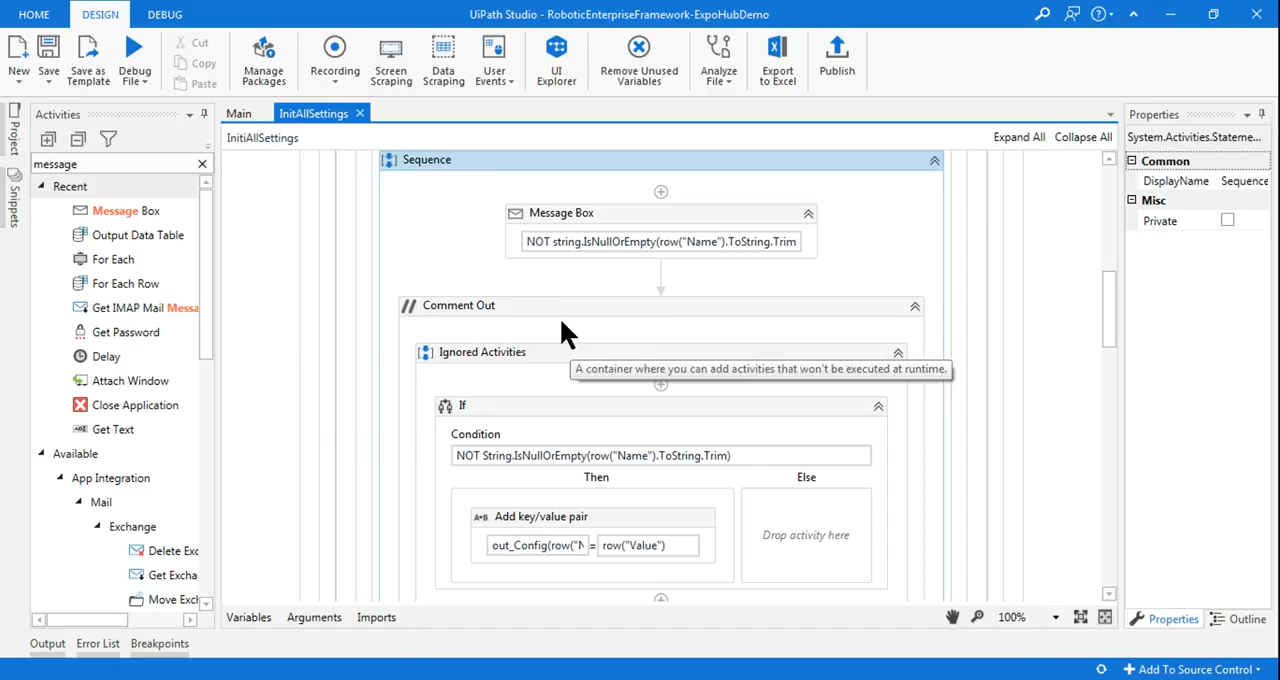 HOME DESIGN DEBUG UiPath Studio - RoboticEnterpriseFramework-ExpoHubDemo
New Save Save as Template Debug File Cut Copy Paste Manage Packages Recording Screen Scraping Data Scraping User Events UI Explorer Remove Unused Variables Analyze File Export to Excel Publish
Project
Snippets
Activities
message
Recent
Message Box
Output Data Table
For Each
For Each Row
Get IMAP Mail Messa
Get Password
Delay
Attach Window
Close Application
Get Text
Available
App Integration
Mail
Exchange
Delete Exc
Get Excha
Move Exch
Main InitAllSettings
InitiAllSettings Expand All Collapse All
Sequence
Message Box
NOT string.IsNullOrEmpty(row("Name").ToString.Trim
Comment Out
Ignored Activities
A container where you can add activities that won't be executed at runtime.
If
Condition
NOT String.IsNullOrEmpty(row("Name").ToString.Trim)
Then Else
Add key/value pair
out_Config(row("N = row("Value")
Drop activity here
Variables Arguments Imports 100%
Properties
System.Activities.Stateme...
Common
DisplayName Sequence
Misc
Private
Properties Outline
Output Error List Breakpoints
Add To Source Control